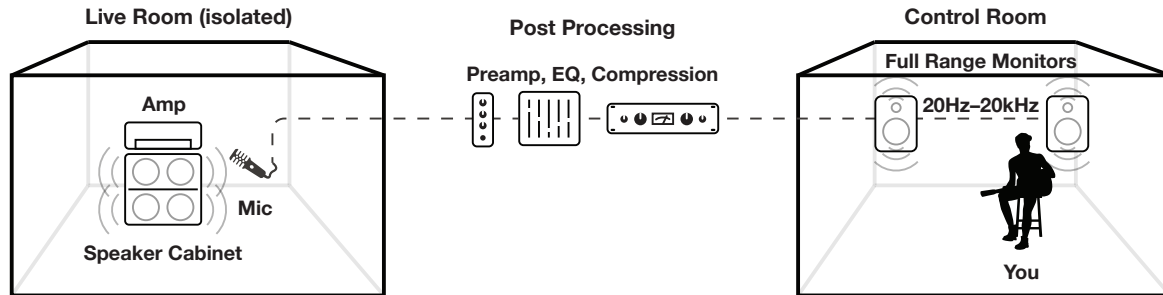 Live Room (isolated)
Post Processing
Control Room
Preamp, EQ, Compression
Full Range Monitors
Amp
20Hz–20kHz
Mic
Speaker Cabinet
You